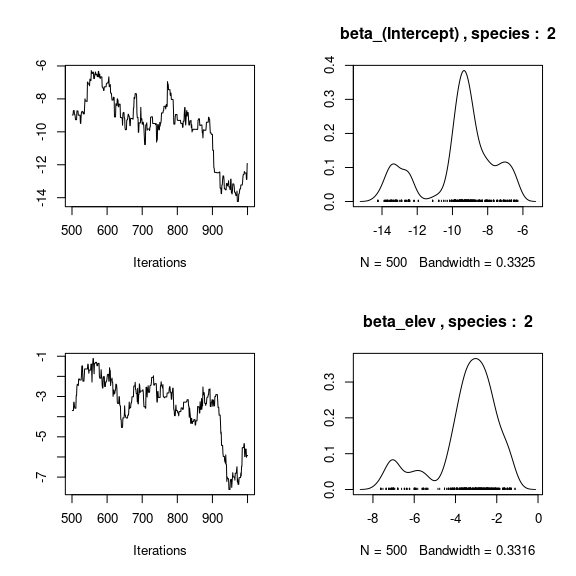 beta_(Intercept) , species : 2
-6
-8
-10
-12
-14
500 600 700 800 900
Iterations
0.4
0.3
0.2
0.1
0.0
-14 -12 -10 -8 -6
N = 500 Bandwidth = 0.3325
beta_elev , species : 2
-1
-3
-5
-7
500 600 700 800 900
Iterations
0.3
0.2
0.1
0.0
-8 -6 -4 -2 0
N = 500 Bandwidth = 0.3316